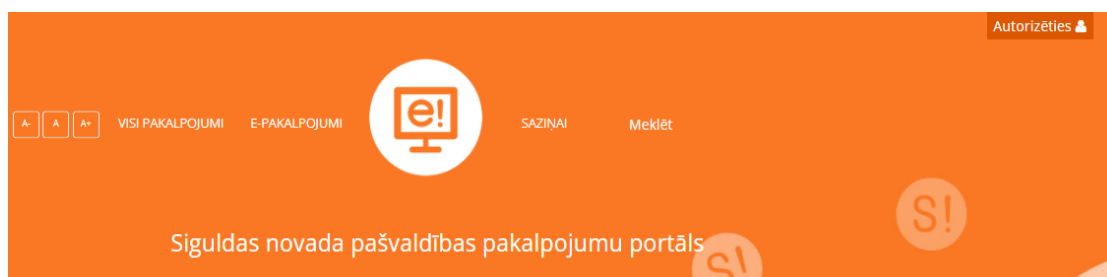 Autorizēties
A- A A+ VISI PAKALPOJUMI E-PAKALPOJUMI e! SAZIŅAI Meklēt
S!
Siguldas novada pašvaldības pakalpojumu portāls
S!